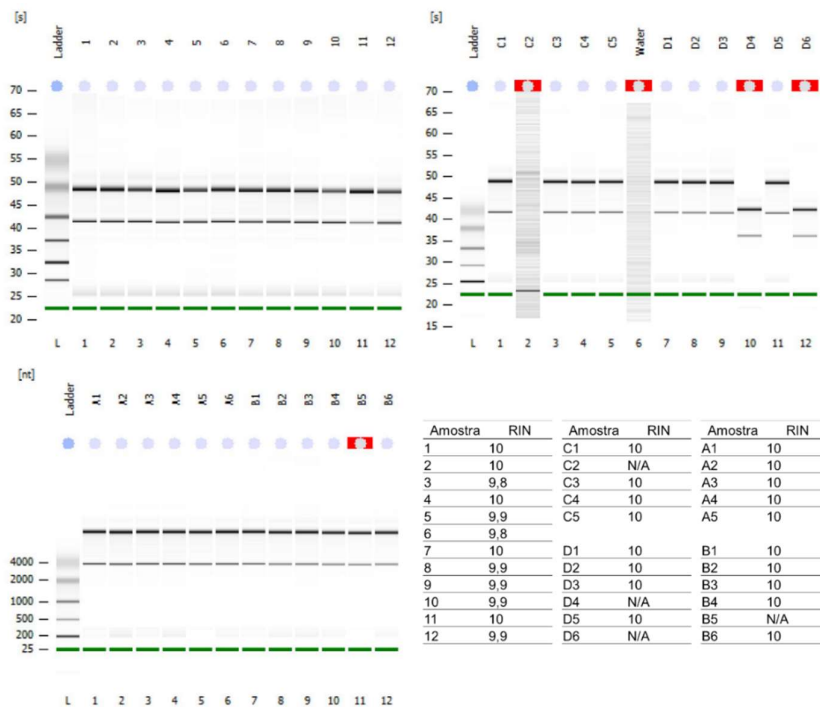 [s]
Ladder 1 2 3 4 5 6 7 8 9 10 11 12
70
65
60
55
50
45
40
35
30
25
20
L 1 2 3 4 5 6 7 8 9 10 11 12
[s]
Ladder C1 C2 C3 C4 C5 Water D1 D2 D3 D4 D5 D6
70
65
60
55
50
45
40
35
30
25
20
15
L 1 2 3 4 5 6 7 8 9 10 11 12
[nt]
Ladder A1 A2 A3 A4 A5 A6 B1 B2 B3 B4 B5 B6
4000
2000
1000
500
200
25
L 1 2 3 4 5 6 7 8 9 10 11 12
Amostra RIN Amostra RIN Amostra RIN
1 10 C1 10 A1 10
2 10 C2 N/A A2 10
3 9,8 C3 10 A3 10
4 10 C4 10 A4 10
5 9,9 C5 10 A5 10
6 9,8
7 10 D1 10 B1 10
8 9,9 D2 10 B2 10
9 9,9 D3 10 B3 10
10 9,9 D4 N/A B4 10
11 10 D5 10 B5 N/A
12 9,9 D6 N/A B6 10